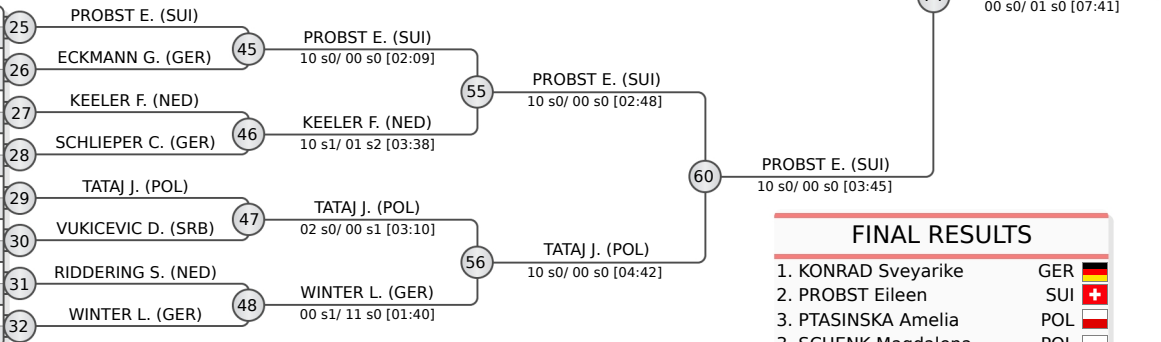 00 s0/ 01 s0 [07:41]
25
PROBST E. (SUI)
26
ECKMANN G. (GER)
45
PROBST E. (SUI)
10 s0/ 00 s0 [02:09]
27
KEELER F. (NED)
28
SCHLIEPER C. (GER)
46
KEELER F. (NED)
10 s1/ 01 s2 [03:38]
55
PROBST E. (SUI)
10 s0/ 00 s0 [02:48]
29
TATAJ J. (POL)
30
VUKICEVIC D. (SRB)
47
TATAJ J. (POL)
02 s0/ 00 s1 [03:10]
31
RIDDERING S. (NED)
32
WINTER L. (GER)
48
WINTER L. (GER)
00 s1/ 11 s0 [01:40]
56
TATAJ J. (POL)
10 s0/ 00 s0 [04:42]
60
PROBST E. (SUI)
10 s0/ 00 s0 [03:45]
FINAL RESULTS
1. KONRAD Sveyarike GER
2. PROBST Eileen SUI
3. PTASINSKA Amelia POL
3. SCHENK Magdalena POL